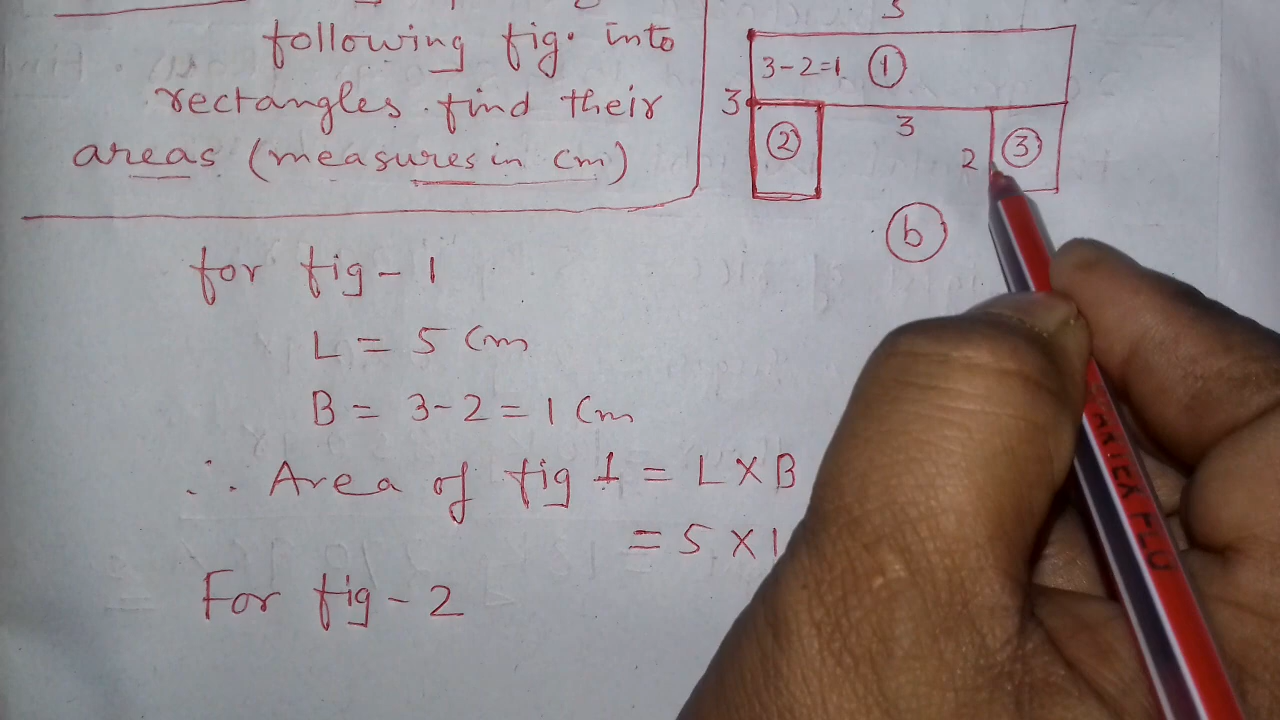 following fig. into
rectangles. find their
areas (measures in cm)
5
3-2=1 1
3
2
3
2
3
b
for fig- 1
L = 5 cm
B = 3-2 = 1 cm
∴ Area of fig 1 = L X B
= 5 X 1
For fig - 2